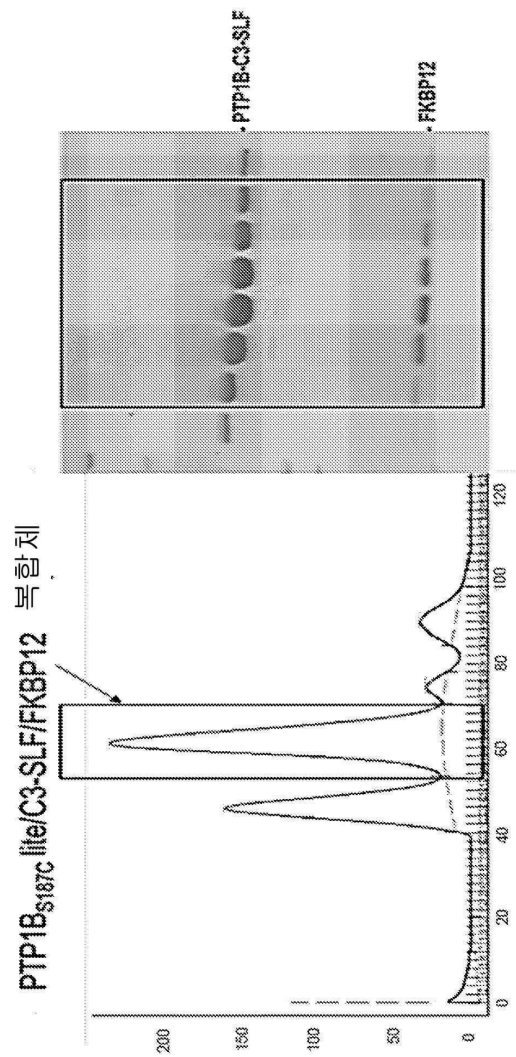 PTP1B S187C lite/C3-SLF/FKBP12 복합체
- PTP1B-C3-SLF
- FKBP12
200
150
100
50
0
0 20 40 60 80 100 120